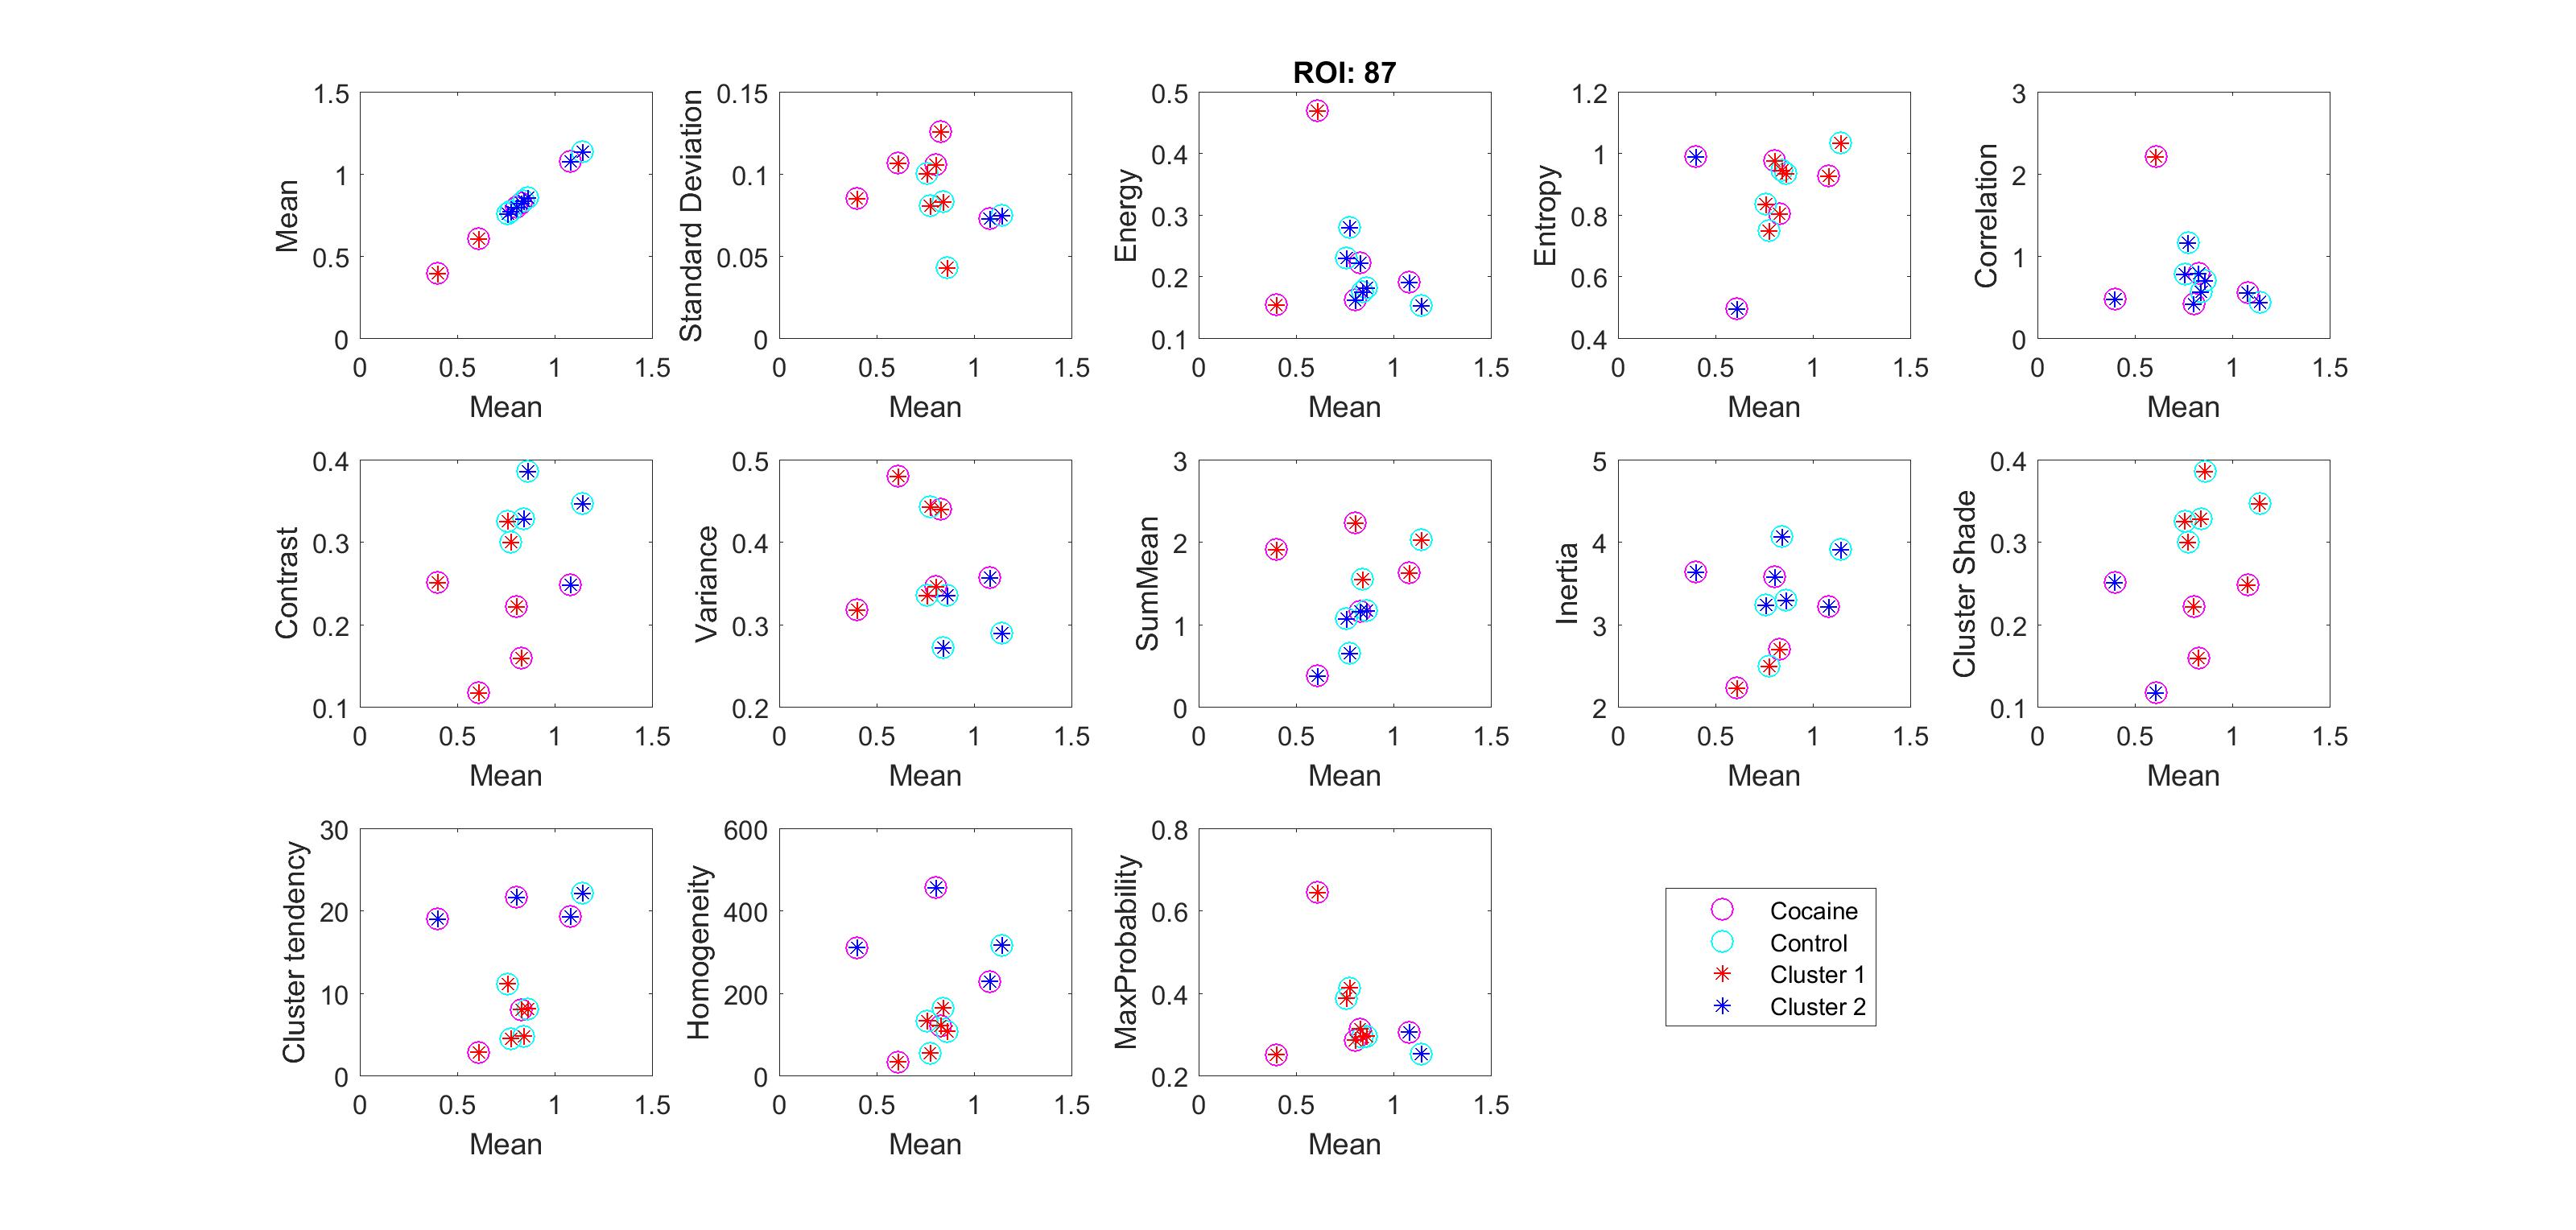 ROI: 87
Mean
1.5
1
0.5
0
0 0.5 1 1.5
Mean
Standard Deviation
0.15
0.1
0.05
0
0 0.5 1 1.5
Mean
Energy
0.5
0.4
0.3
0.2
0.1
0 0.5 1 1.5
Mean
Entropy
1.2
1
0.8
0.6
0.4
0 0.5 1 1.5
Mean
Correlation
3
2
1
0
0 0.5 1 1.5
Mean
Contrast
0.4
0.3
0.2
0.1
0 0.5 1 1.5
Mean
Variance
0.5
0.4
0.3
0.2
0 0.5 1 1.5
Mean
SumMean
3
2
1
0
0 0.5 1 1.5
Mean
Inertia
5
4
3
2
0 0.5 1 1.5
Mean
Cluster Shade
0.4
0.3
0.2
0.1
0 0.5 1 1.5
Mean
Cluster tendency
30
20
10
0
0 0.5 1 1.5
Mean
Homogeneity
600
400
200
0
0 0.5 1 1.5
Mean
MaxProbability
0.8
0.6
0.4
0.2
0 0.5 1 1.5
Mean
Cocaine
Control
Cluster 1
Cluster 2